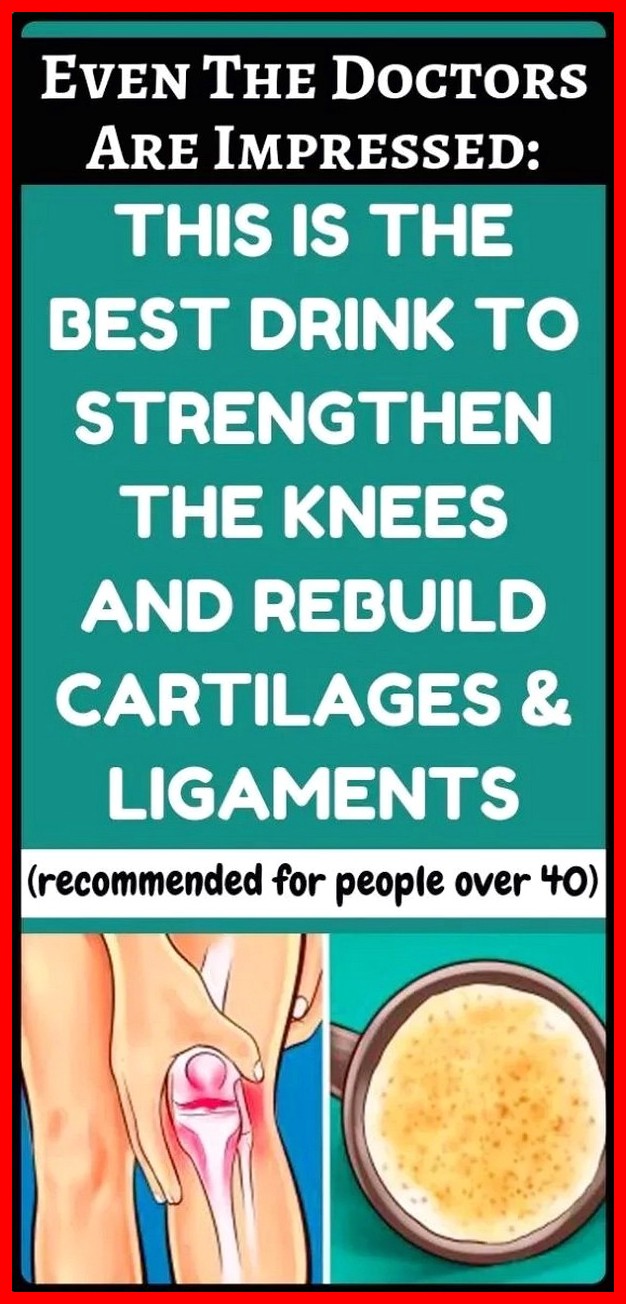 EVEN THE DOCTORS
ARE IMPRESSED:
THIS IS THE
BEST DRINK TO
STRENGTHEN
THE KNEES
AND REBUILD
CARTILAGES &
LIGAMENTS
(recommended for people over 40)